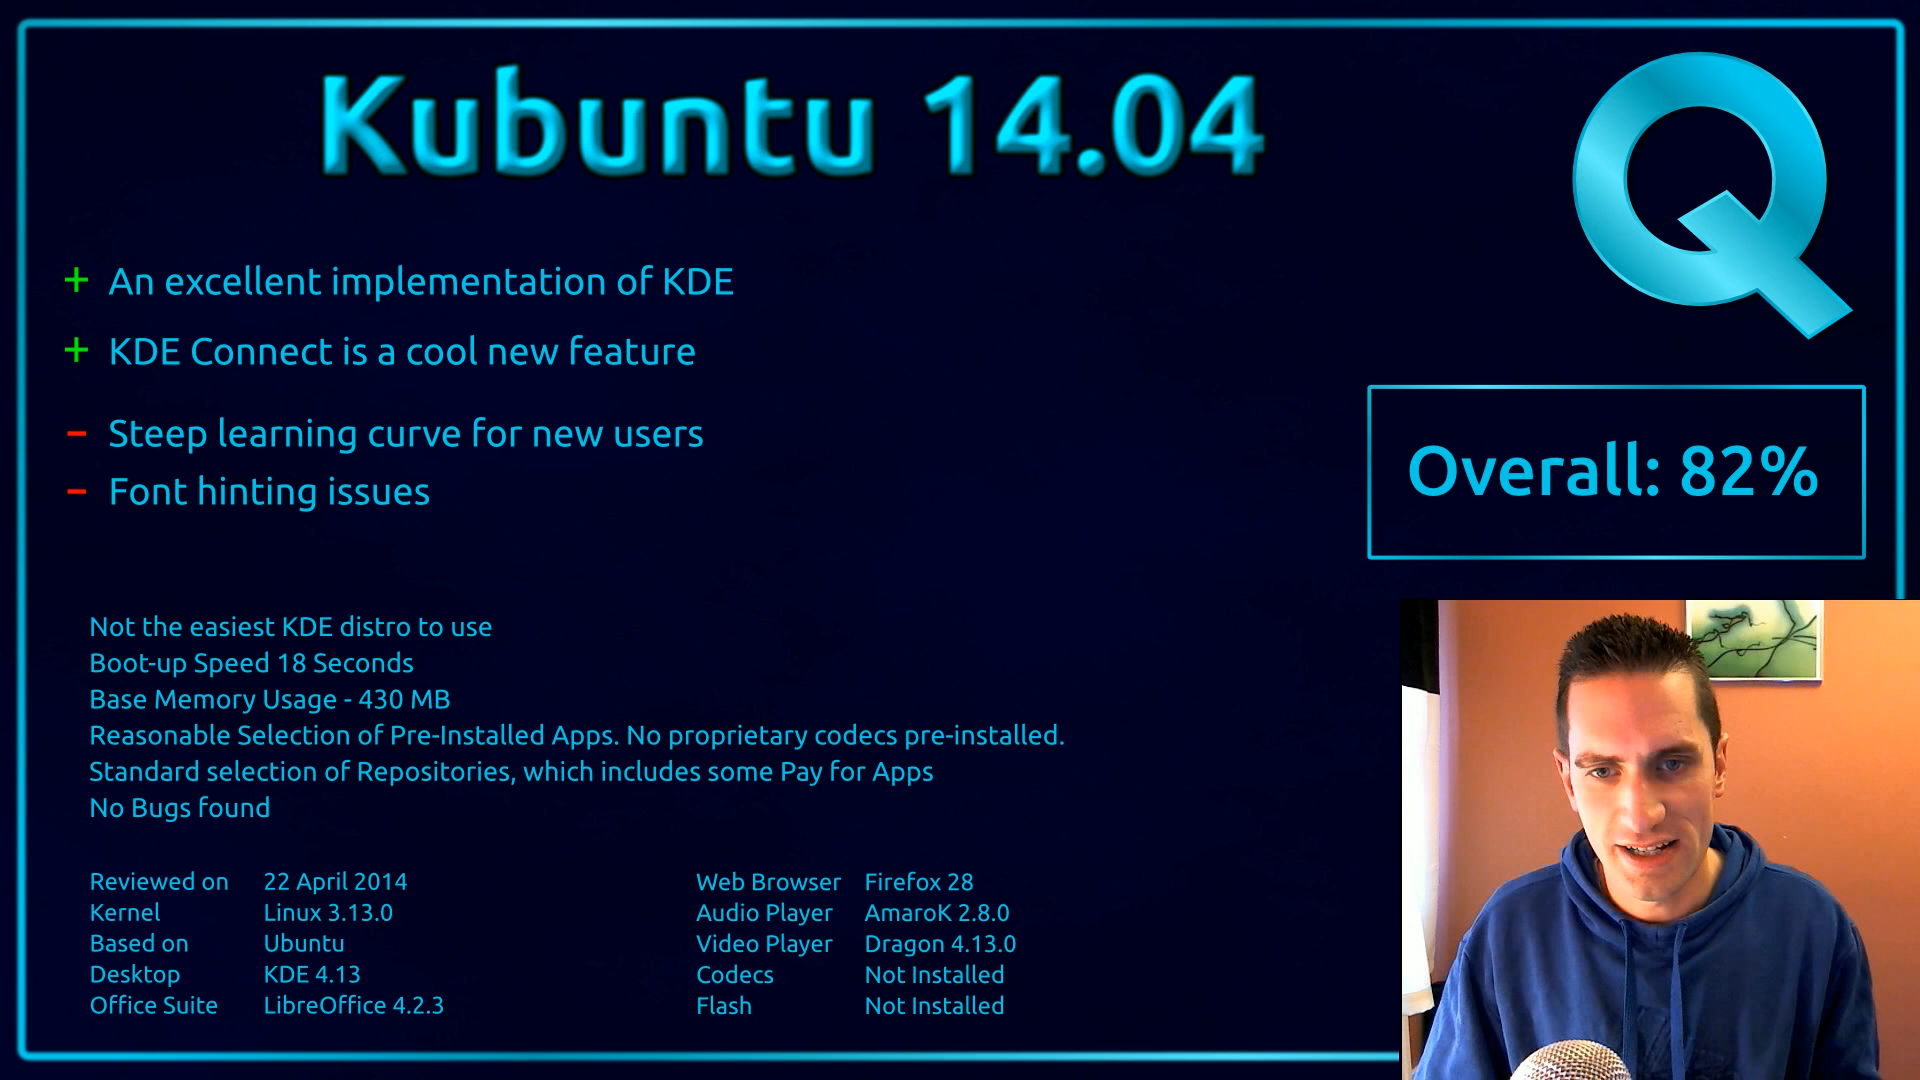 Kubuntu 14.04
Q
+ An excellent implementation of KDE
+ KDE Connect is a cool new feature
- Steep learning curve for new users
- Font hinting issues
Overall: 82%
Not the easiest KDE distro to use
Boot-up Speed 18 Seconds
Base Memory Usage - 430 MB
Reasonable Selection of Pre-Installed Apps. No proprietary codecs pre-installed.
Standard selection of Repositories, which includes some Pay for Apps
No Bugs found
Reviewed on 22 April 2014
Kernel Linux 3.13.0
Based on Ubuntu
Desktop KDE 4.13
Office Suite LibreOffice 4.2.3
Web Browser Firefox 28
Audio Player AmaroK 2.8.0
Video Player Dragon 4.13.0
Codecs Not Installed
Flash Not Installed